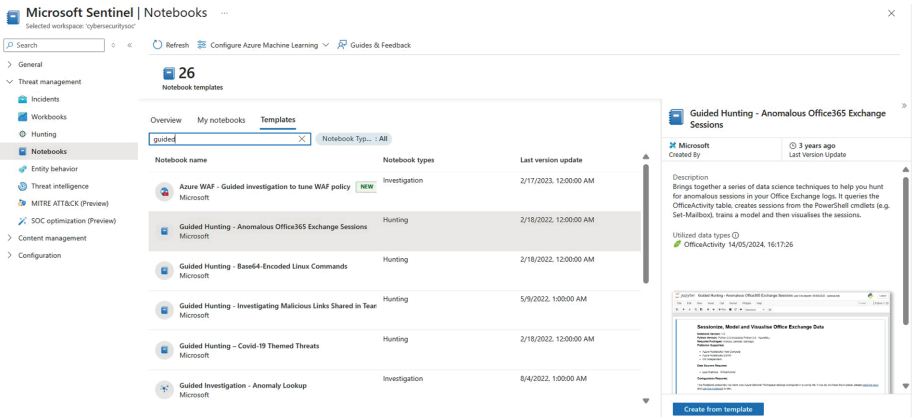 Microsoft Sentinel | Notebooks ...
Selected workspace: 'cybersecuritysoc'
Search
General
Threat management
Incidents
Workbooks
Hunting
Notebooks
Entity behavior
Threat intelligence
MITRE ATT&CK (Preview)
SOC optimization (Preview)
Content management
Configuration
Refresh Configure Azure Machine Learning Guides & Feedback
26
Notebook templates
Overview My notebooks Templates
guided Notebook Typ... : All
Notebook name Notebook types Last version update
Azure WAF - Guided investigation to tune WAF policy NEW Investigation 2/17/2023, 12:00:00 AM
Microsoft
Guided Hunting - Anomalous Office365 Exchange Sessions Hunting 2/18/2022, 12:00:00 AM
Microsoft
Guided Hunting - Base64-Encoded Linux Commands Hunting 2/18/2022, 12:00:00 AM
Microsoft
Guided Hunting - Investigating Malicious Links Shared in Tean Hunting 5/9/2022, 1:00:00 AM
Microsoft
Guided Hunting – Covid-19 Themed Threats Hunting 2/18/2022, 12:00:00 AM
Microsoft
Guided Investigation - Anomaly Lookup Investigation 8/4/2022, 1:00:00 AM
Microsoft
Guided Hunting - Anomalous Office365 Exchange
Sessions
Microsoft 3 years ago
Created By Last Version Update
Description
Brings together a series of data science techniques to help you hunt
for anomalous sessions in your Office Exchange logs. It queries the
OfficeActivity table, creates sessions from the PowerShell cmdlets (e.g.
Set-Mailbox), trains a model and then visualises the sessions.
Utilized data types
OfficeActivity 14/05/2024, 16:17:26
Guided Hunting - Anomalous Office365 Exchange Sessions
Sessionize, Model and Visualise Office Exchange Data
Create from template